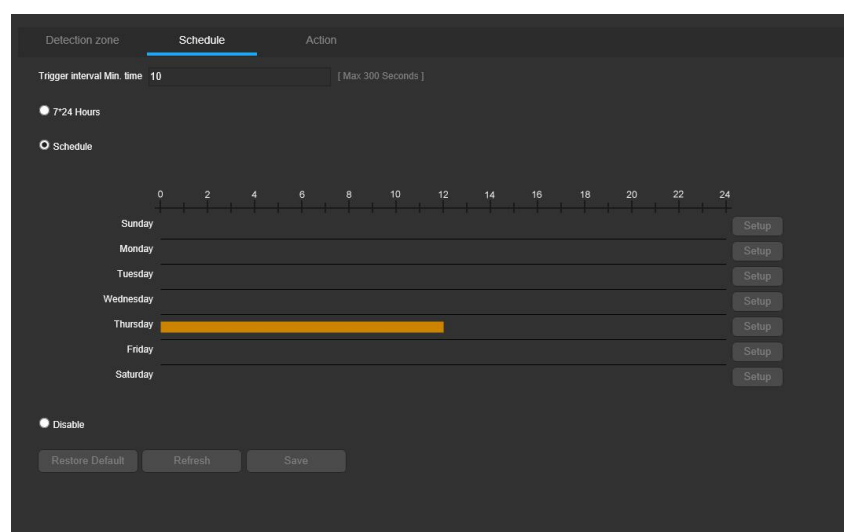 Detection zone Schedule Action
Trigger interval Min. time 10 [ Max 300 Seconds ]
7*24 Hours
Schedule
0 2 4 6 8 10 12 14 16 18 20 22 24
Sunday Setup
Monday Setup
Tuesday Setup
Wednesday Setup
Thursday Setup
Friday Setup
Saturday Setup
Disable
Restore Default Refresh Save